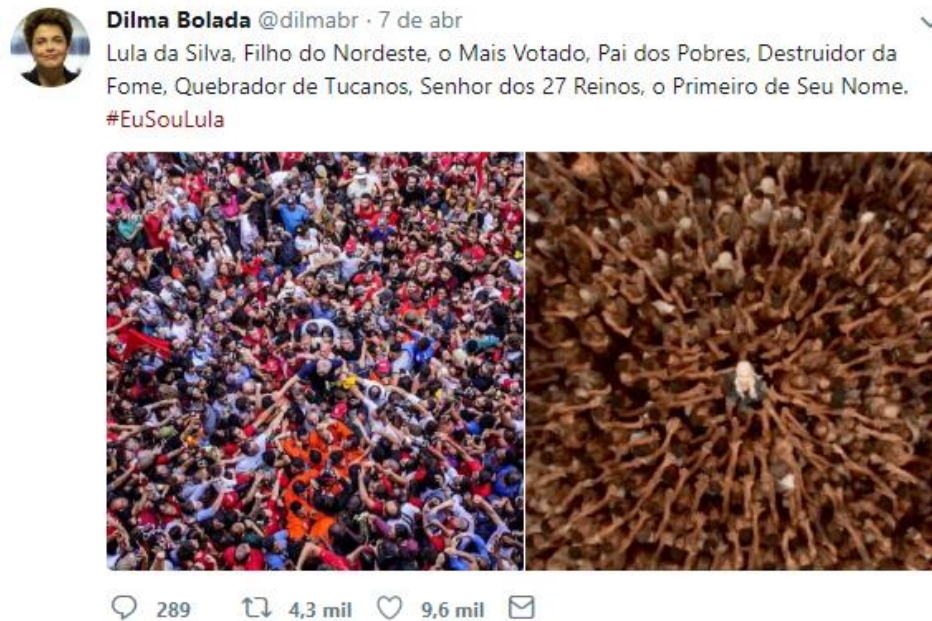 Dilma Bolada @dilmabr · 7 de abr
Lula da Silva, Filho do Nordeste, o Mais Votado, Pai dos Pobres, Destruidor da
Fome, Quebrador de Tucanos, Senhor dos 27 Reinos, o Primeiro de Seu Nome.
#EuSouLula
289 4,3 mil 9,6 mil